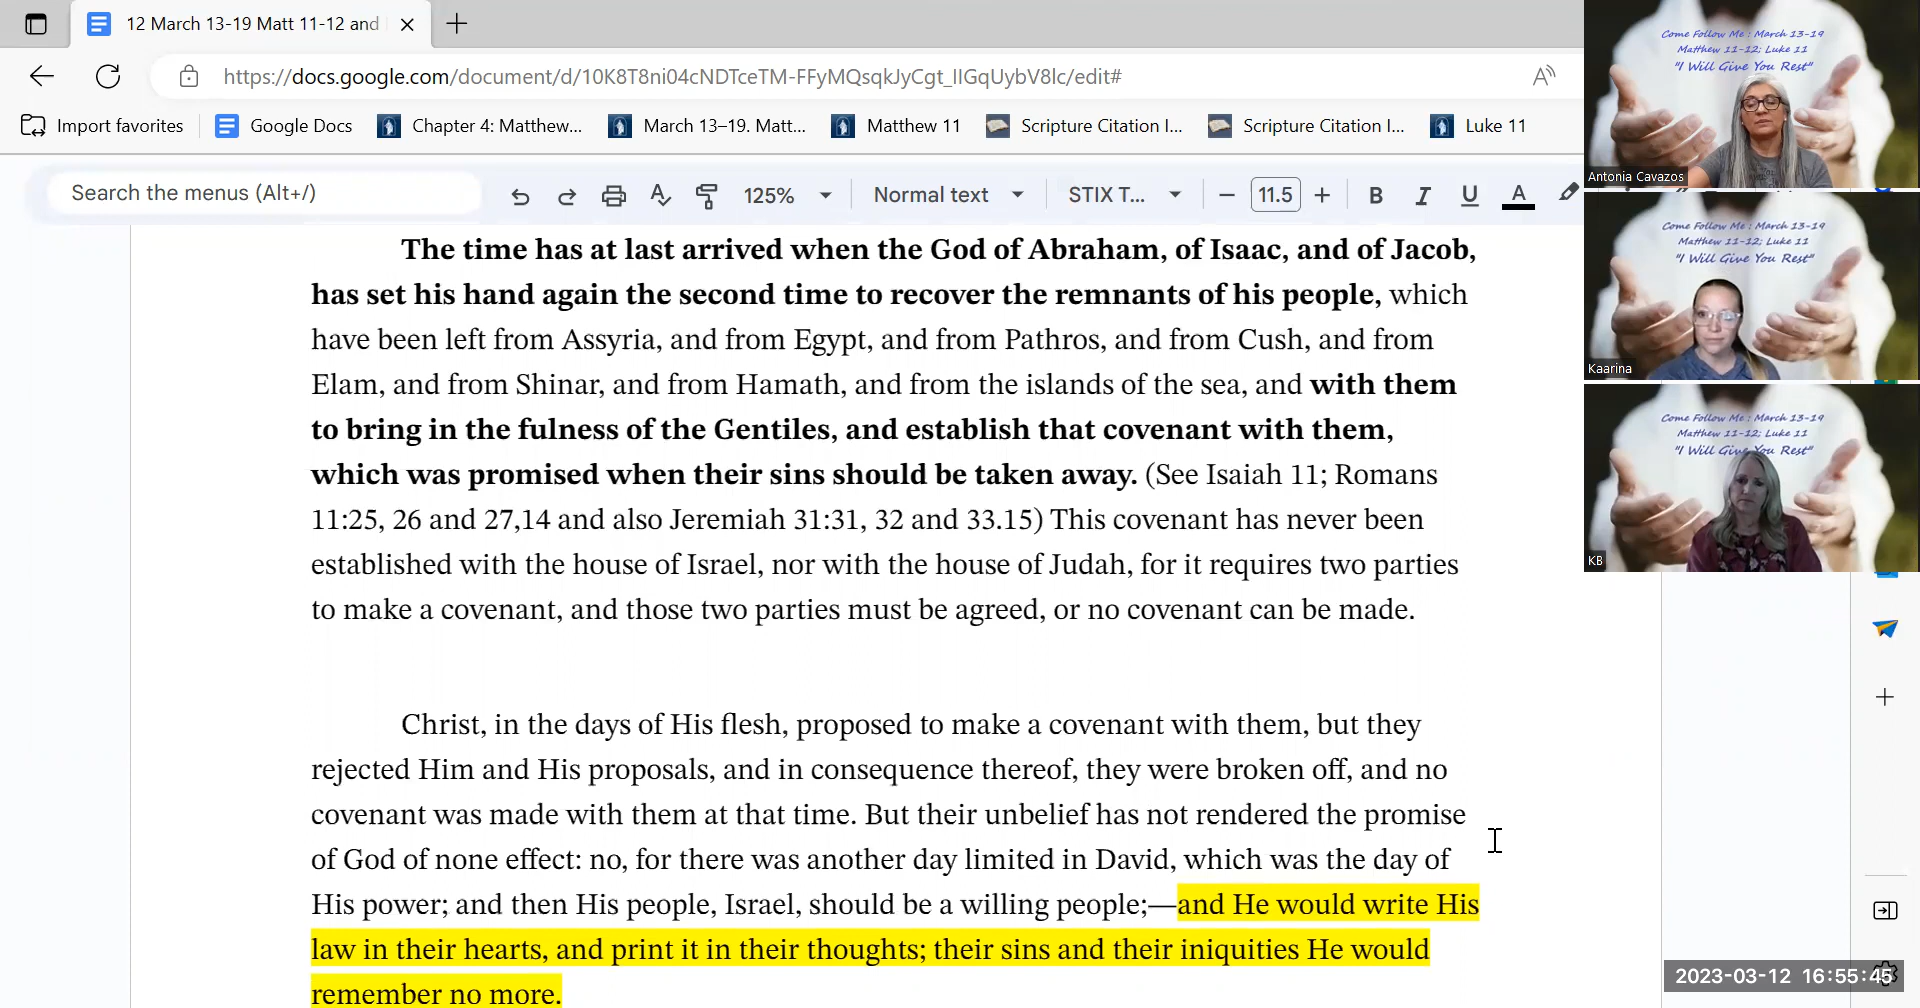 12 March 13-19 Matt 11-12 and
https://docs.google.com/document/d/10K8T8ni04cNDTceTM-FFyMQsqkJyCgt_IIGqUybV8lc/edit#
Import favorites
Google Docs
Chapter 4: Matthew...
March 13–19. Matt...
Matthew 11
Scripture Citation I...
Scripture Citation I...
Luke 11
Search the menus (Alt+/)
125%
Normal text
STIX T...
11.5
B I U A
The time has at last arrived when the God of Abraham, of Isaac, and of Jacob,
has set his hand again the second time to recover the remnants of his people, which
have been left from Assyria, and from Egypt, and from Pathros, and from Cush, and from
Elam, and from Shinar, and from Hamath, and from the islands of the sea, and with them
to bring in the fulness of the Gentiles, and establish that covenant with them,
which was promised when their sins should be taken away. (See Isaiah 11; Romans
11:25, 26 and 27,14 and also Jeremiah 31:31, 32 and 33.15) This covenant has never been
established with the house of Israel, nor with the house of Judah, for it requires two parties
to make a covenant, and those two parties must be agreed, or no covenant can be made.
Christ, in the days of His flesh, proposed to make a covenant with them, but they
rejected Him and His proposals, and in consequence thereof, they were broken off, and no
covenant was made with them at that time. But their unbelief has not rendered the promise
of God of none effect: no, for there was another day limited in David, which was the day of
His power; and then His people, Israel, should be a willing people;—and He would write His
law in their hearts, and print it in their thoughts; their sins and their iniquities He would
remember no more.
Come Follow Me : March 13-19
Matthew 11-12; Luke 11
"I Will Give You Rest"
Antonia Cavazos
Come Follow Me : March 13-19
Matthew 11-12; Luke 11
"I Will Give You Rest"
Kaarina
Come Follow Me : March 13-19
Matthew 11-12; Luke 11
"I Will Give You Rest"
KB
2023-03-12 16:55:45